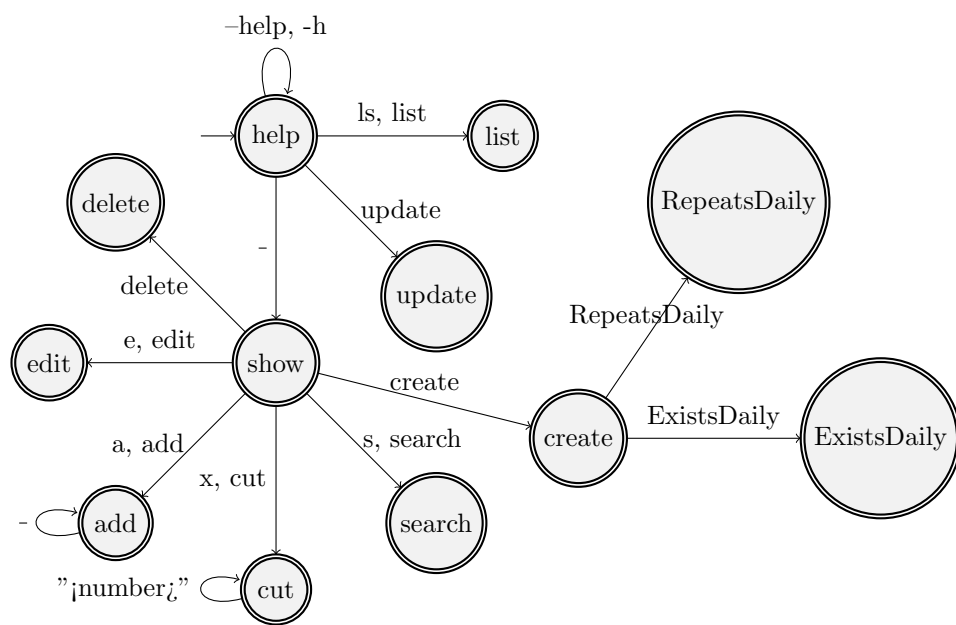 –help, -h
help
ls, list
list
delete
RepeatsDaily
update
-
update
delete
RepeatsDaily
e, edit
edit
show
create
ExistsDaily
create
ExistsDaily
a, add
s, search
x, cut
-
add
search
"¡number¿"
cut